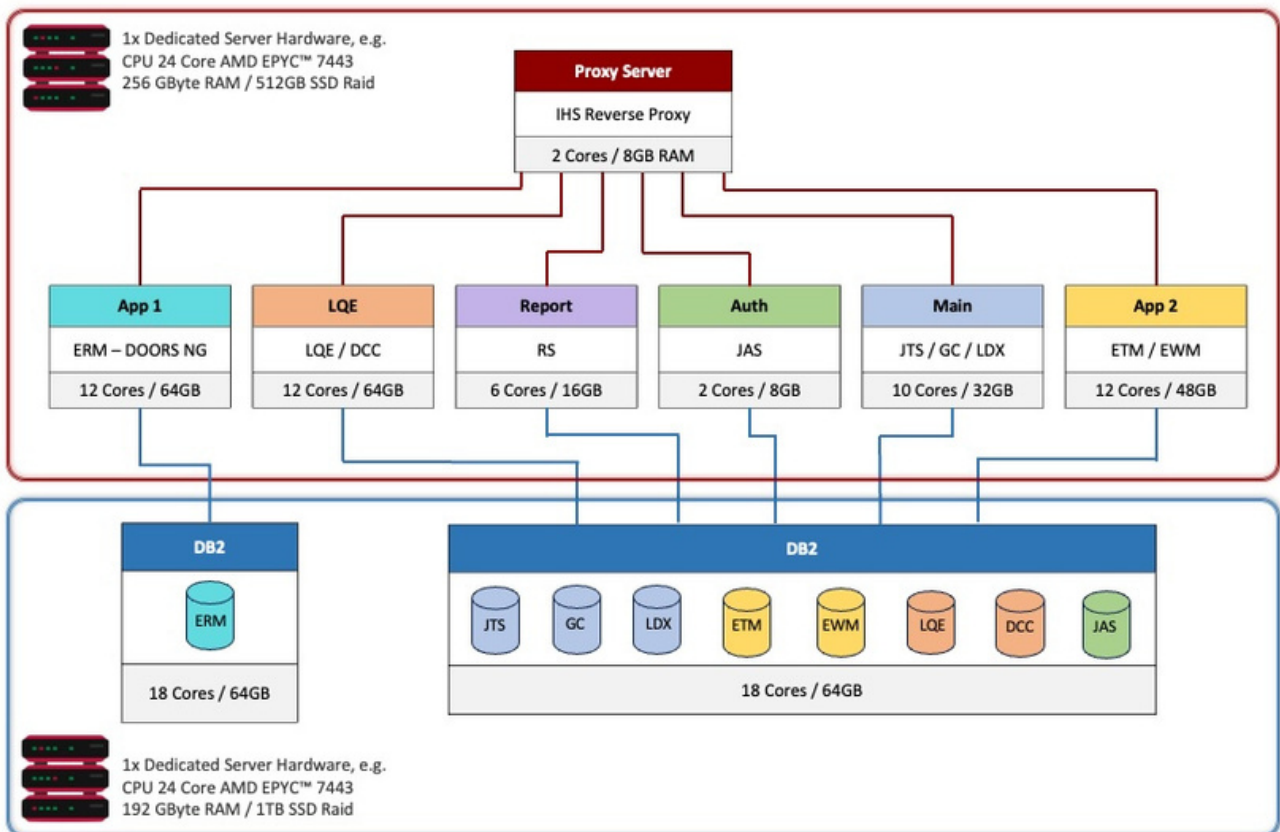 1x Dedicated Server Hardware, e.g.
CPU 24 Core AMD EPYC™ 7443
256 GByte RAM / 512GB SSD Raid
Proxy Server
IHS Reverse Proxy
2 Cores / 8GB RAM
App 1
ERM – DOORS NG
12 Cores / 64GB
LQE
LQE / DCC
12 Cores / 64GB
Report
RS
6 Cores / 16GB
Auth
JAS
2 Cores / 8GB
Main
JTS / GC / LDX
10 Cores / 32GB
App 2
ETM / EWM
12 Cores / 48GB
DB2
ERM
18 Cores / 64GB
DB2
JTS
GC
LDX
ETM
EWM
LQE
DCC
JAS
18 Cores / 64GB
1x Dedicated Server Hardware, e.g.
CPU 24 Core AMD EPYC™ 7443
192 GByte RAM / 1TB SSD Raid